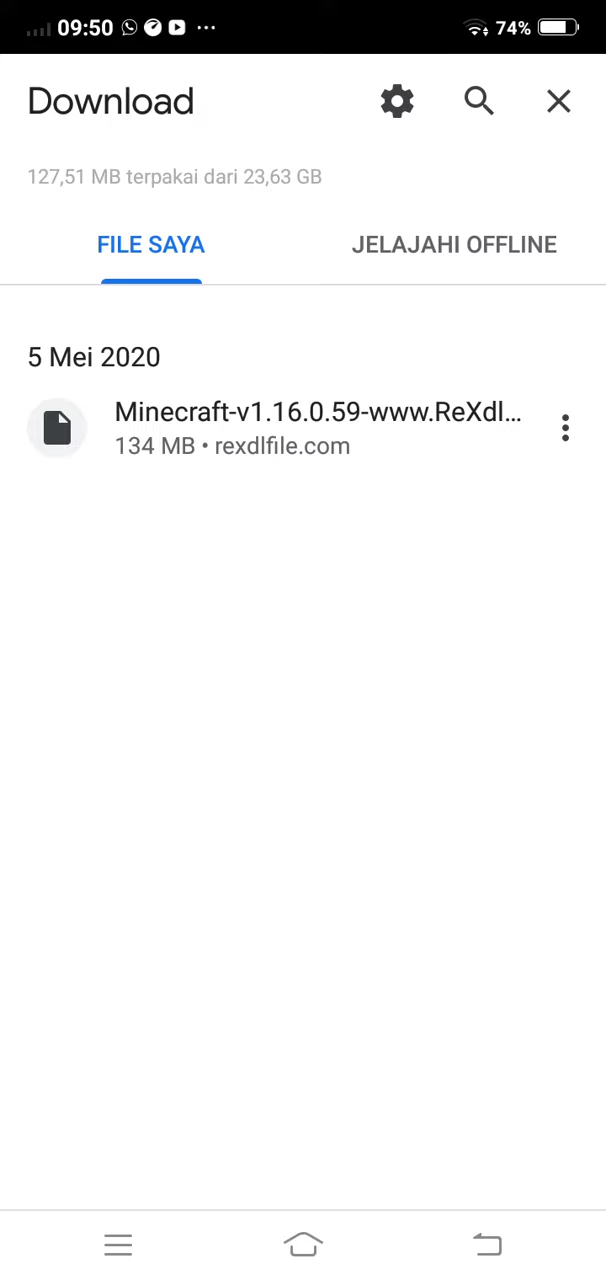 09:50
74%
Download
127,51 MB terpakai dari 23,63 GB
FILE SAYA
JELAJAHI OFFLINE
5 Mei 2020
Minecraft-v1.16.0.59-www.ReXdl...
134 MB • rexdlfile.com